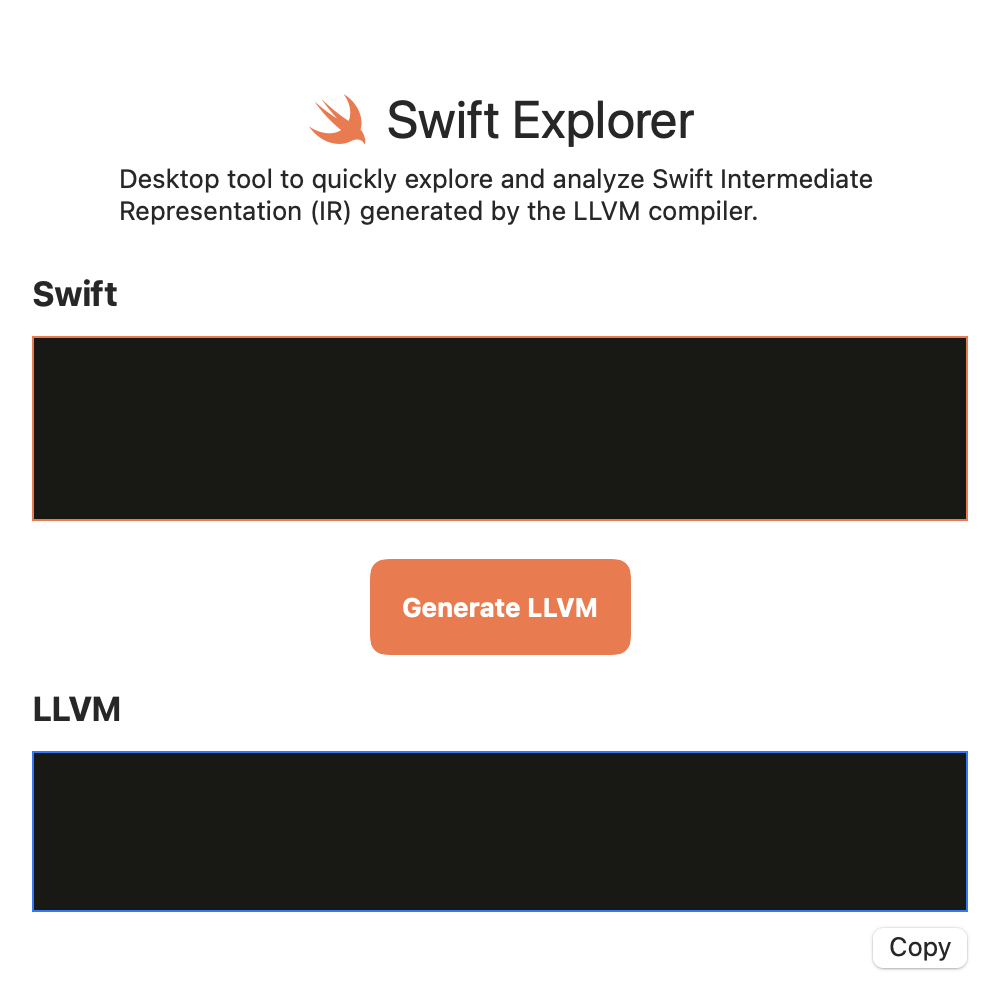 Swift Explorer
Desktop tool to quickly explore and analyze Swift Intermediate
Representation (IR) generated by the LLVM compiler.
Swift
Generate LLVM
LLVM
Copy